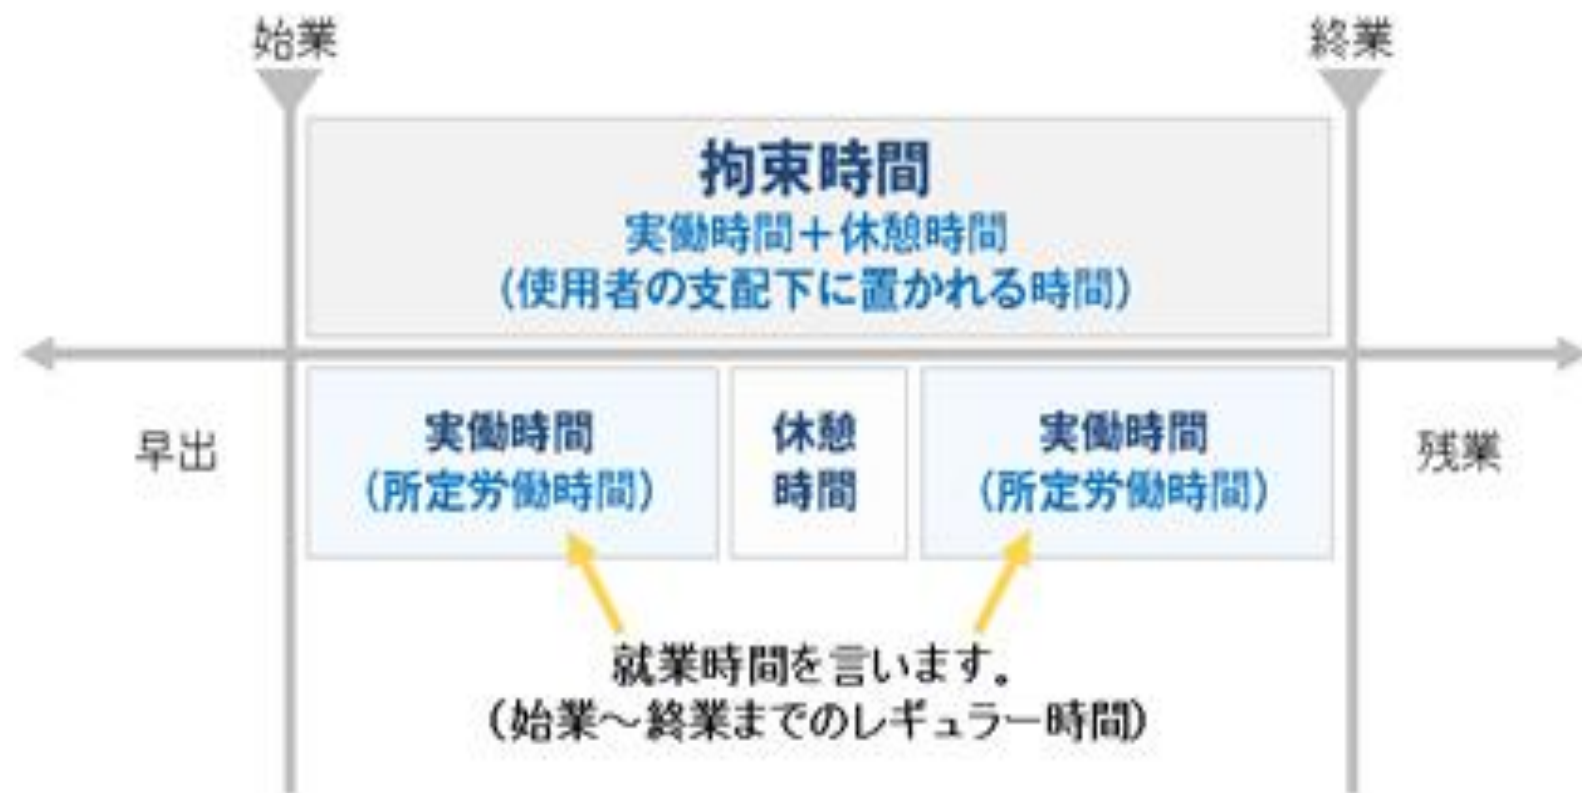 始業
終業
拘束時間
実働時間＋休憩時間
（使用者の支配下に置かれる時間）
早出
実働時間
（所定労働時間）
休憩
時間
実働時間
（所定労働時間）
残業
就業時間を言います。
（始業～終業までのレギュラー時間）